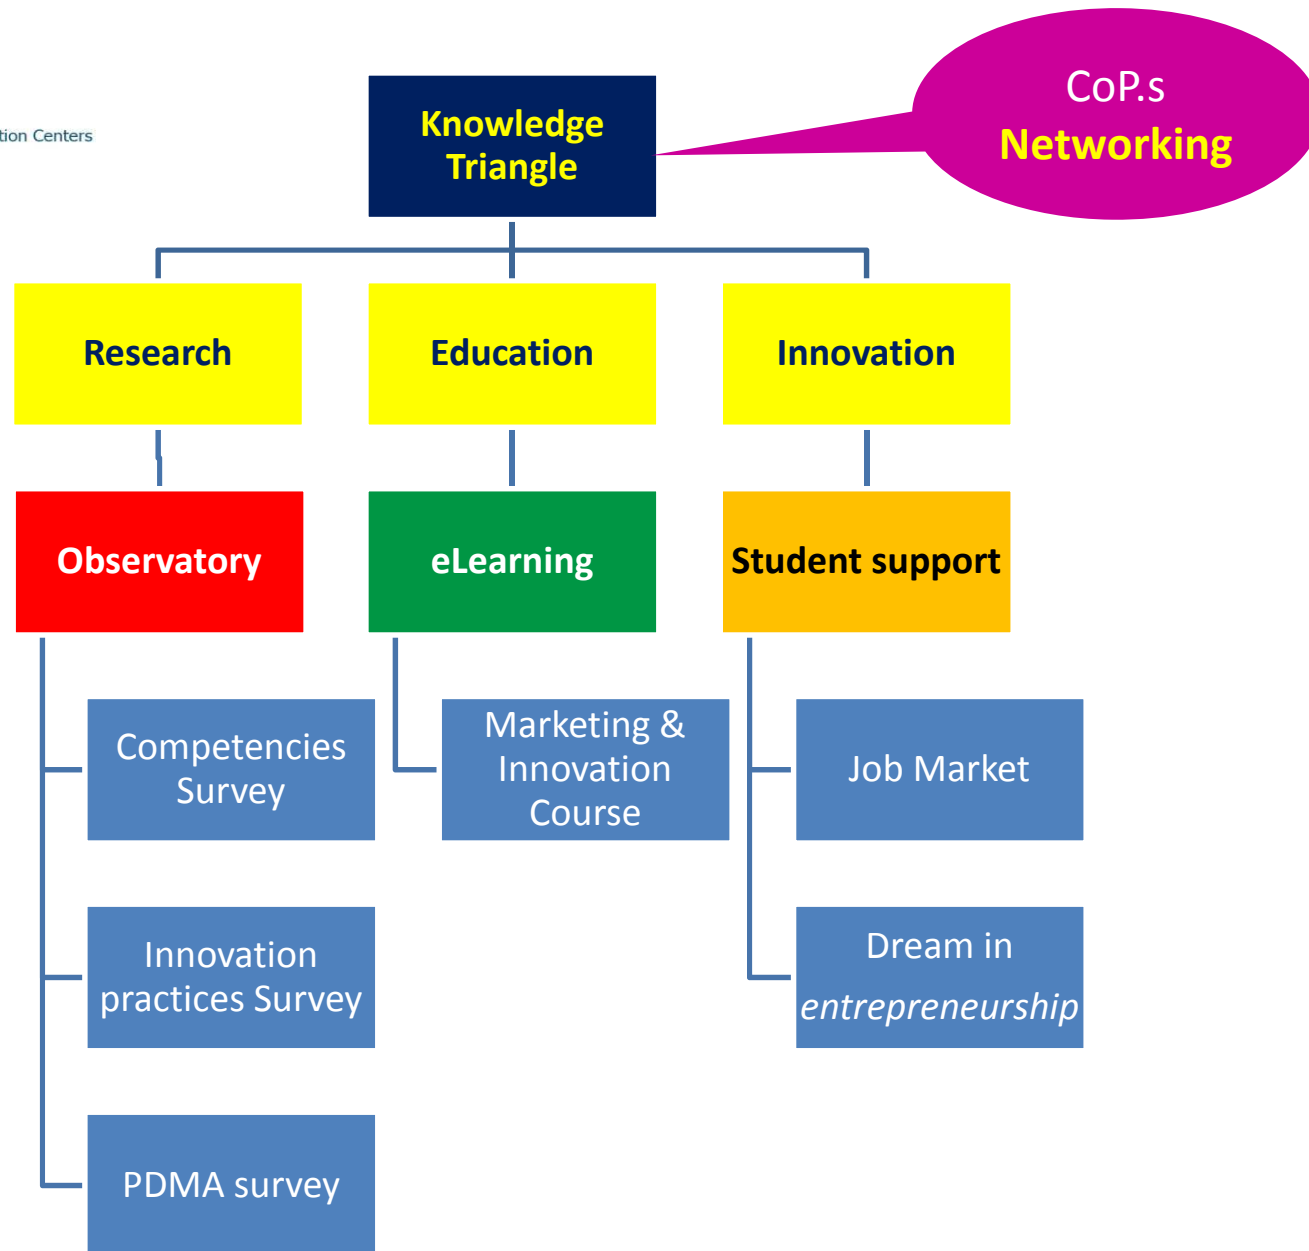 CoP.s
Networking
Knowledge
Triangle
Centers
Research
Education
Innovation
Observatory
eLearning
Student support
Competencies
Survey
Marketing &
Innovation
Course
Job Market
Innovation
practices Survey
Dream in
entrepreneurship
PDMA survey